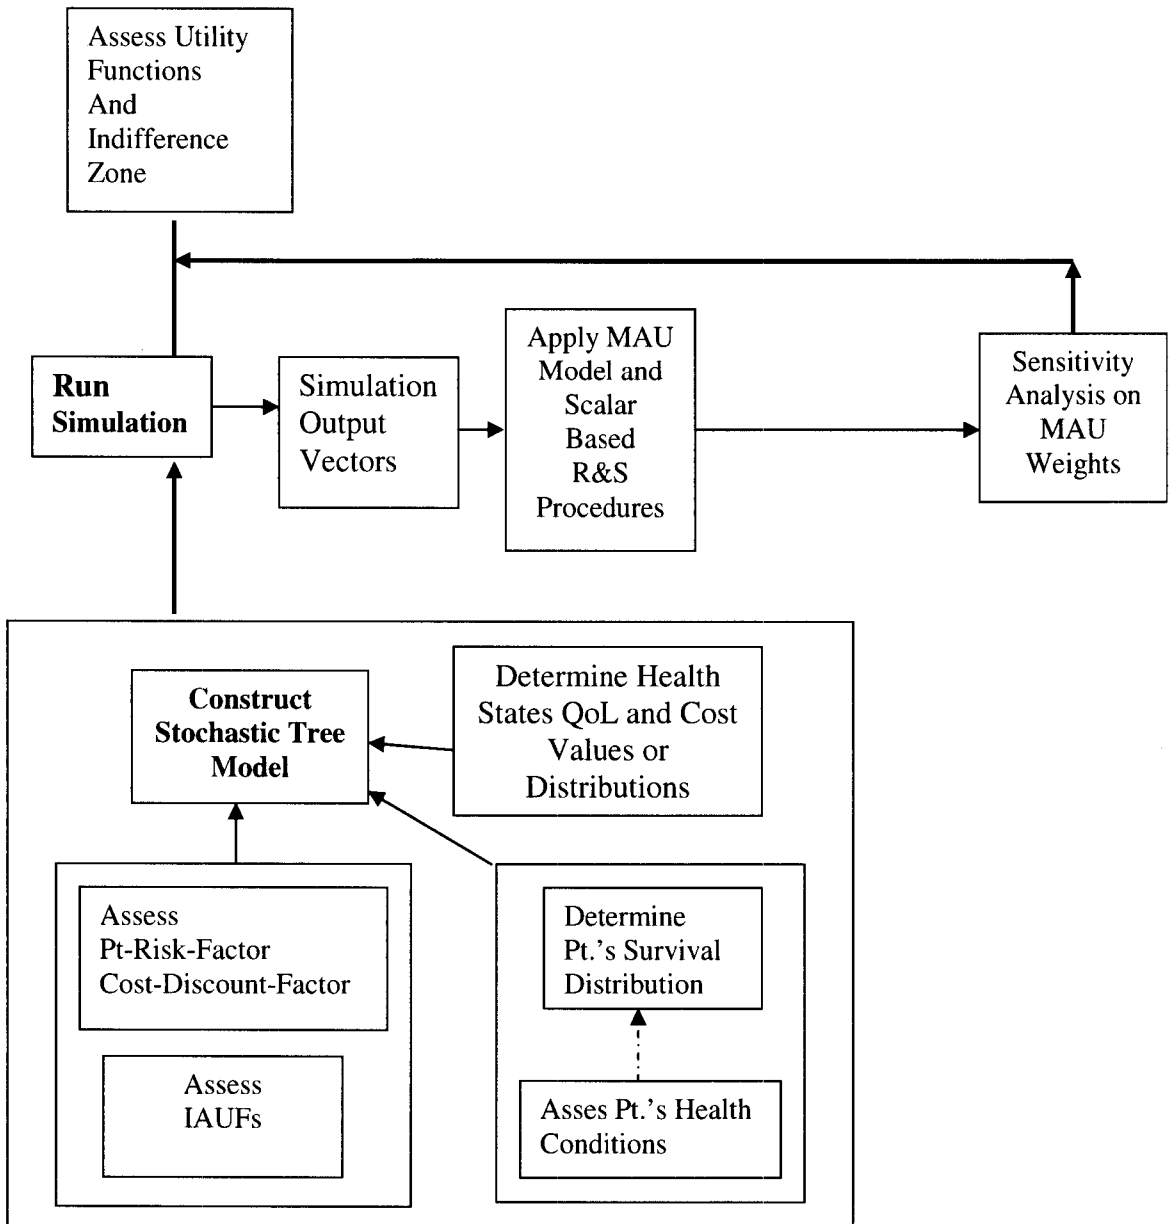 Assess Utility
Functions
And
Indifference
Zone
Run
Simulation
Simulation
Output
Vectors
Apply MAU
Model and
Scalar
Based
R&S
Procedures
Sensitivity
Analysis on
MAU
Weights
Construct
Stochastic Tree
Model
Determine Health
States QoL and Cost
Values or
Distributions
Assess
Pt-Risk-Factor
Cost-Discount-Factor
Assess
IAUFs
Determine
Pt.'s Survival
Distribution
Asses Pt.'s Health
Conditions